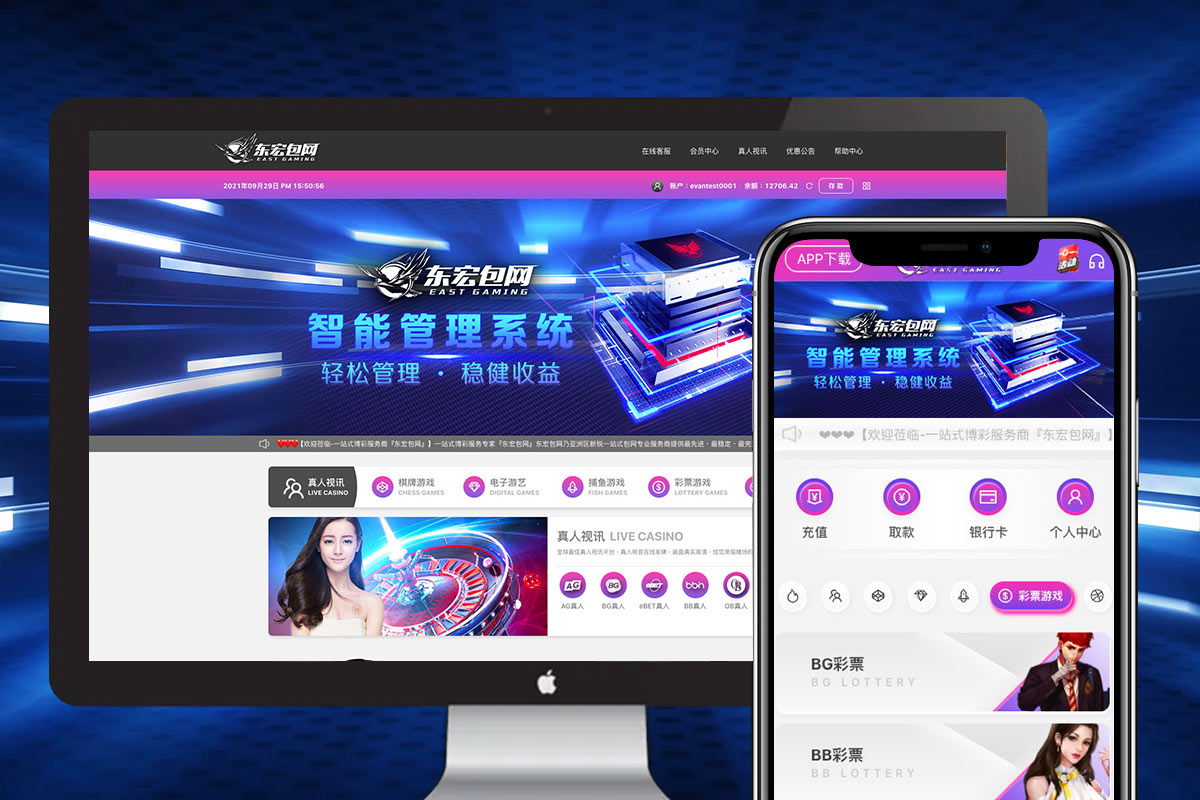 东宏包网
EAST GAMING
在线客服 会员中心 真人视讯 优惠公告 帮助中心
2021年09月29日 PM 15:50:56
账户：evantest0001 余额：12706.42 存款
东宏包网
EAST GAMING
智能管理系统
轻松管理 · 稳健收益
【欢迎莅临-一站式博彩服务商『东宏包网』】一站式博彩服务专家『东宏包网』东宏包网乃亚洲区新锐一站式包网专业服务商提供最先进、最稳定、最完
真人视讯
LIVE CASINO
棋牌游戏
CHESS GAMES
电子游艺
DIGITAL GAMES
捕鱼游戏
FISH GAMES
彩票游戏
LOTTERY GAMES
真人视讯 LIVE CASINO
AG BG eBET bbn OB
AG真人 BG真人 eBET真人 BB真人 OB真人
APP下载
活动
EAST GAMING
东宏包网
EAST GAMING
智能管理系统
轻松管理 · 稳健收益
【欢迎莅临-一站式博彩服务商『东宏包网』】
充值 取款 银行卡 个人中心
彩票游戏
BG彩票
BG LOTTERY
BB彩票
BB LOTTERY